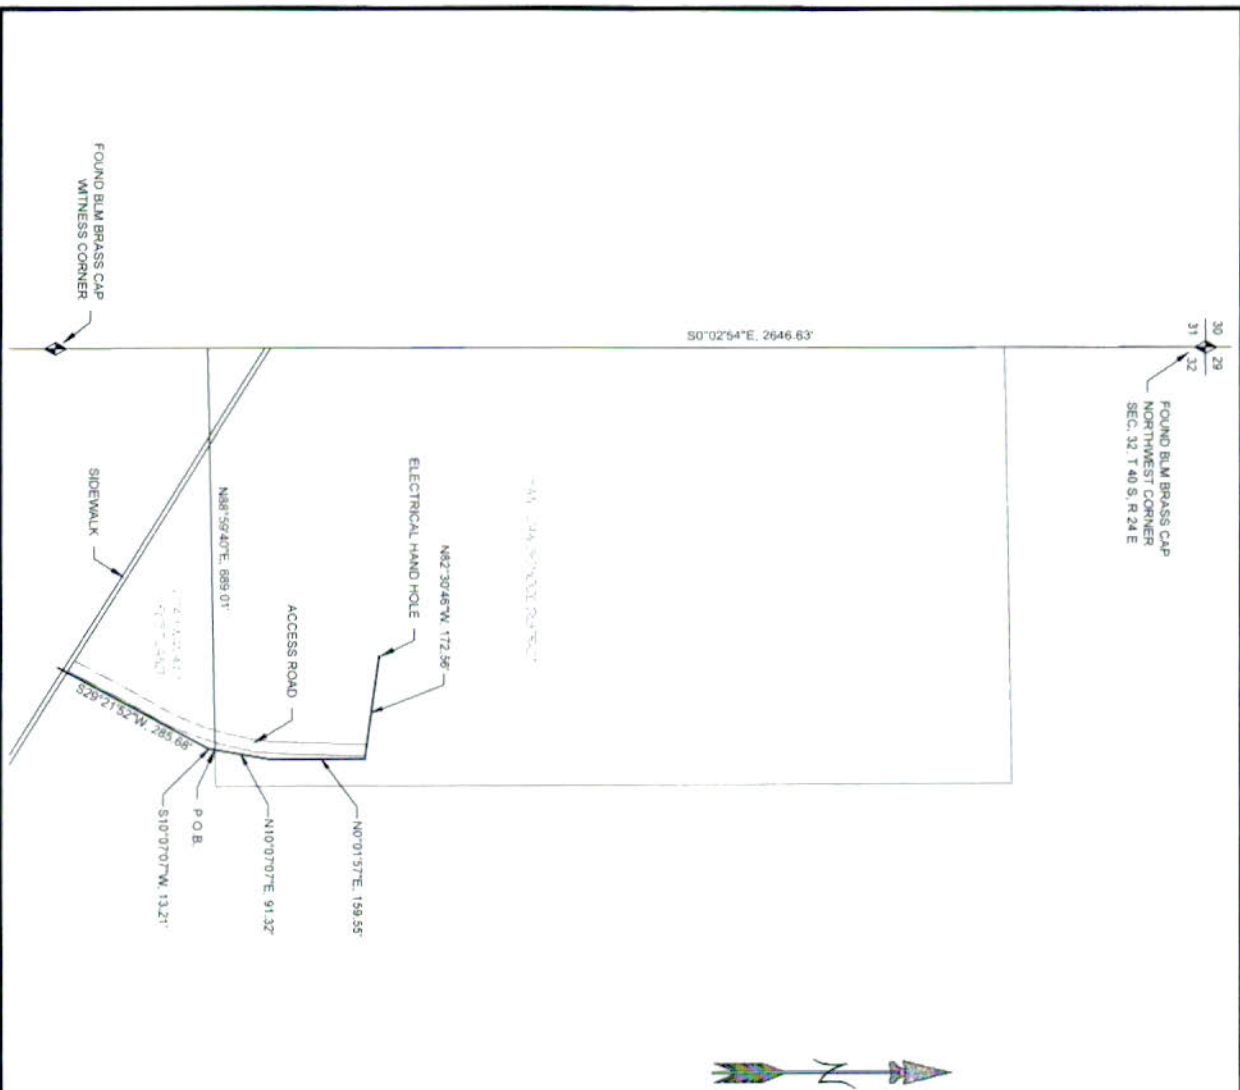 30
29
31
32
FOUND BLM BRASS CAP
NORTHWEST CORNER
SEC. 32, T 40 S, R 24 E
S0°02'54"E, 2646.63'
N82°30'46"W, 172.56'
ELECTRICAL HAND HOLE
ACCESS ROAD
N88°59'40"E, 689.01'
SIDEWALK
FOUND BLM BRASS CAP
WITNESS CORNER
N0°01'57"E, 159.55'
N10°07'07"E, 91.32'
P.O.B.
S10°07'07"W, 13.21'
S29°21'52"W, 285.68'
N